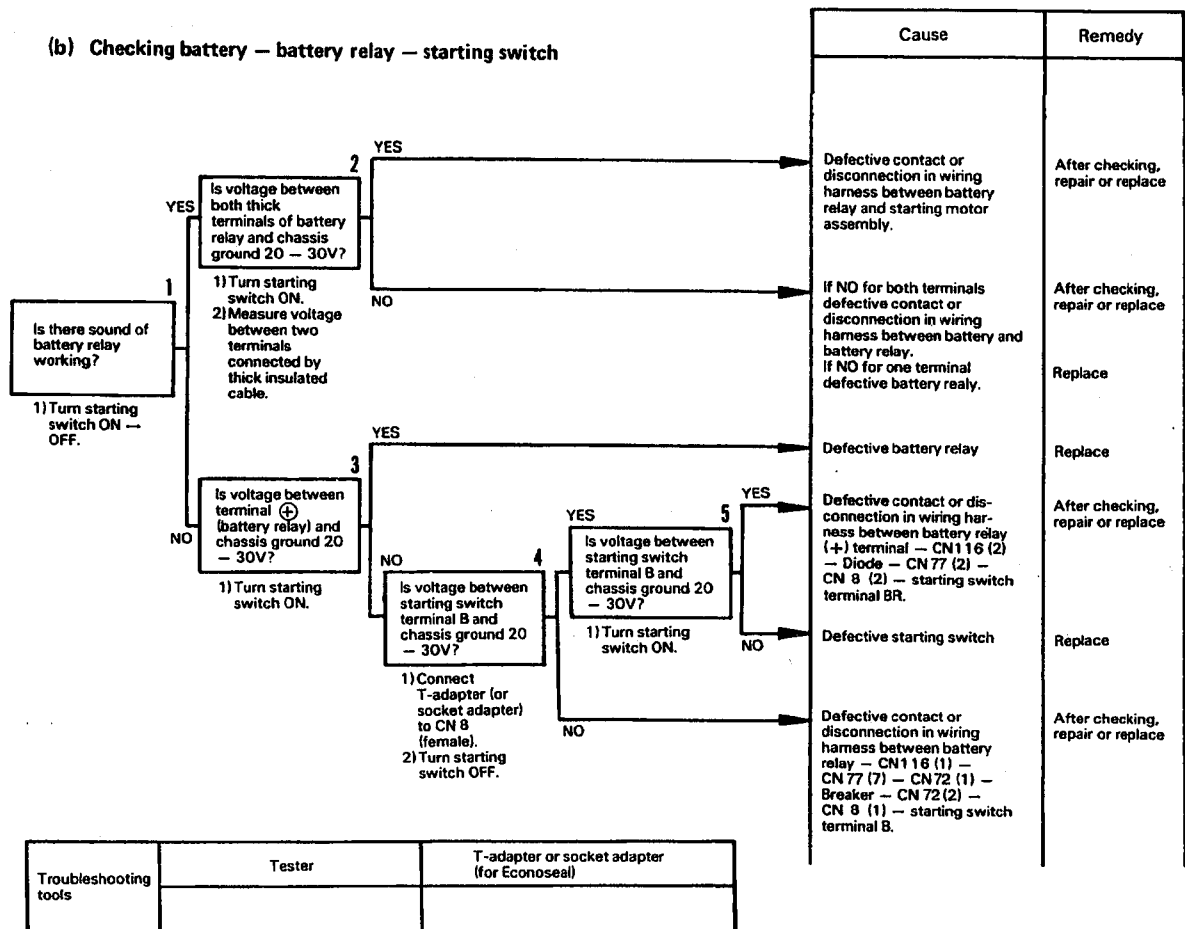 (b) Checking battery — battery relay — starting switch
Cause
Remedy
1
Is there sound of
battery relay
working?
1) Turn starting
switch ON —
OFF.
YES
2
Is voltage between
both thick
terminals of battery
relay and chassis
ground 20 — 30V?
1) Turn starting
switch ON.
2) Measure voltage
between two
terminals
connected by
thick insulated
cable.
YES
Defective contact or
disconnection in wiring
harness between battery
relay and starting motor
assembly.
After checking,
repair or replace
NO
If NO for both terminals
defective contact or
disconnection in wiring
harness between battery and
battery relay.
If NO for one terminal
defective battery realy.
After checking,
repair or replace
Replace
NO
3
Is voltage between
terminal ⊕
(battery relay) and
chassis ground 20
— 30V?
1) Turn starting
switch ON.
YES
Defective battery relay
Replace
NO
4
Is voltage between
starting switch
terminal B and
chassis ground 20
— 30V?
1) Connect
T-adapter (or
socket adapter)
to CN 8
(female).
2) Turn starting
switch OFF.
YES
5
Is voltage between
starting switch
terminal B and
chassis ground 20
— 30V?
1) Turn starting
switch ON.
YES
Defective contact or dis-
connection in wiring har-
ness between battery relay
(+) terminal — CN116 (2)
— Diode — CN 77 (2) —
CN 8 (2) — starting switch
terminal BR.
After checking,
repair or replace
NO
Defective starting switch
Replace
NO
Defective contact or
disconnection in wiring
harness between battery
relay — CN116 (1) —
CN 77 (7) — CN72 (1) —
Breaker — CN 72 (2) —
CN 8 (1) — starting switch
terminal B.
After checking,
repair or replace
Troubleshooting
tools
Tester
T-adapter or socket adapter
(for Econoseal)